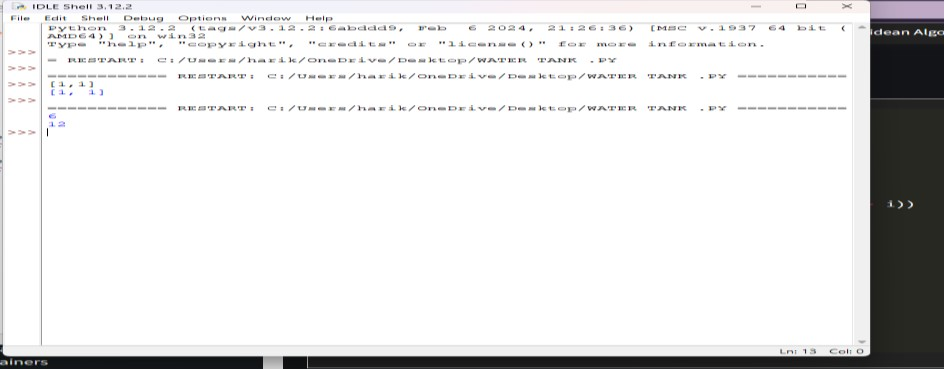 IDLE Shell 3.12.2
File Edit Shell Debug Options Window Help
Python 3.12.2 (tags/v3.12.2:6abddd9, Feb 6 2024, 21:26:36) [MSC v.1937 64 bit (
AMD64)] on win32
Type "help", "copyright", "credits" or "license()" for more information.
>>>
= RESTART: C:/Users/harik/OneDrive/Desktop/WATER TANK .PY
>>>
============ RESTART: C:/Users/harik/OneDrive/Desktop/WATER TANK .PY ===========
[1,1]
[1, 1]
>>>
============ RESTART: C:/Users/harik/OneDrive/Desktop/WATER TANK .PY ===========
6
12
>>>
Ln: 13 Col: 0
idean Algo
i))
ainers